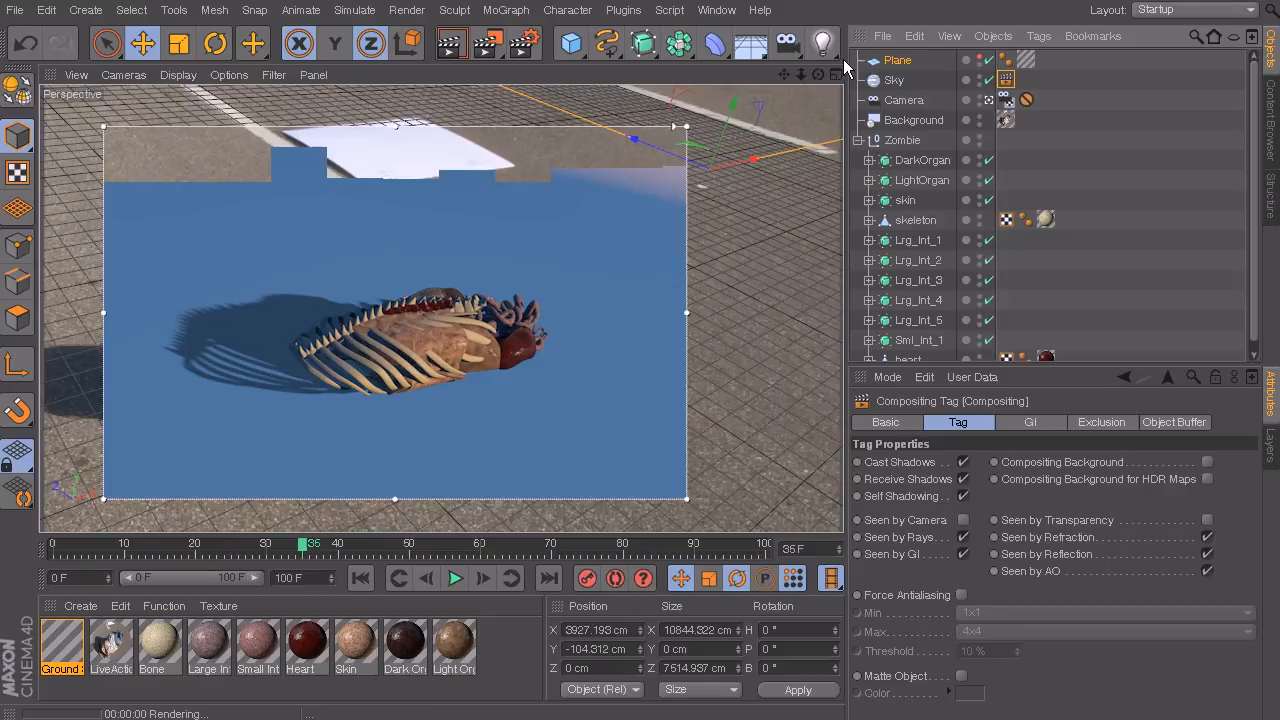 File Edit Create Select Tools Mesh Snap Animate Simulate Render Sculpt MoGraph Character Plugins Script Window Help Layout: Startup
File Edit View Objects Tags Bookmarks
View Cameras Display Options Filter Panel
Perspective
Plane
Sky
Camera
Background
Zombie
DarkOrgan
LightOrgan
skin
skeleton
Lrg_Int_1
Lrg_Int_2
Lrg_Int_3
Lrg_Int_4
Lrg_Int_5
Sml_Int_1
heart
Objects
Content Browser
Structure
Mode Edit User Data
Compositing Tag [Compositing]
Basic Tag GI Exclusion Object Buffer
Tag Properties
Cast Shadows . . Compositing Background
Receive Shadows Compositing Background for HDR Maps
Self Shadowing. . .
Seen by Camera Seen by Transparency
Seen by Rays. . . Seen by Refraction
Seen by GI . . . . Seen by Reflection
Seen by AO
Force Antialiasing
Min 1x1
Max. 4x4
Threshold 10 %
Matte Object
Color
Attributes
Layers
0 10 20 30 35 40 50 60 70 80 90 100 35 F
0 F 0 F 100 F 100 F
Create Edit Function Texture
Ground LiveActi Bone Large In Small Int Heart Skin Dark Or Light Or
Position Size Rotation
X 3927.193 cm X 10844.322 cm H 0 °
Y -104.312 cm Y 0 cm P 0 °
Z 0 cm Z 7514.937 cm B 0 °
Object (Rel) Size Apply
MAXON
CINEMA 4D
00:00:00 Rendering... ...
X Y Z